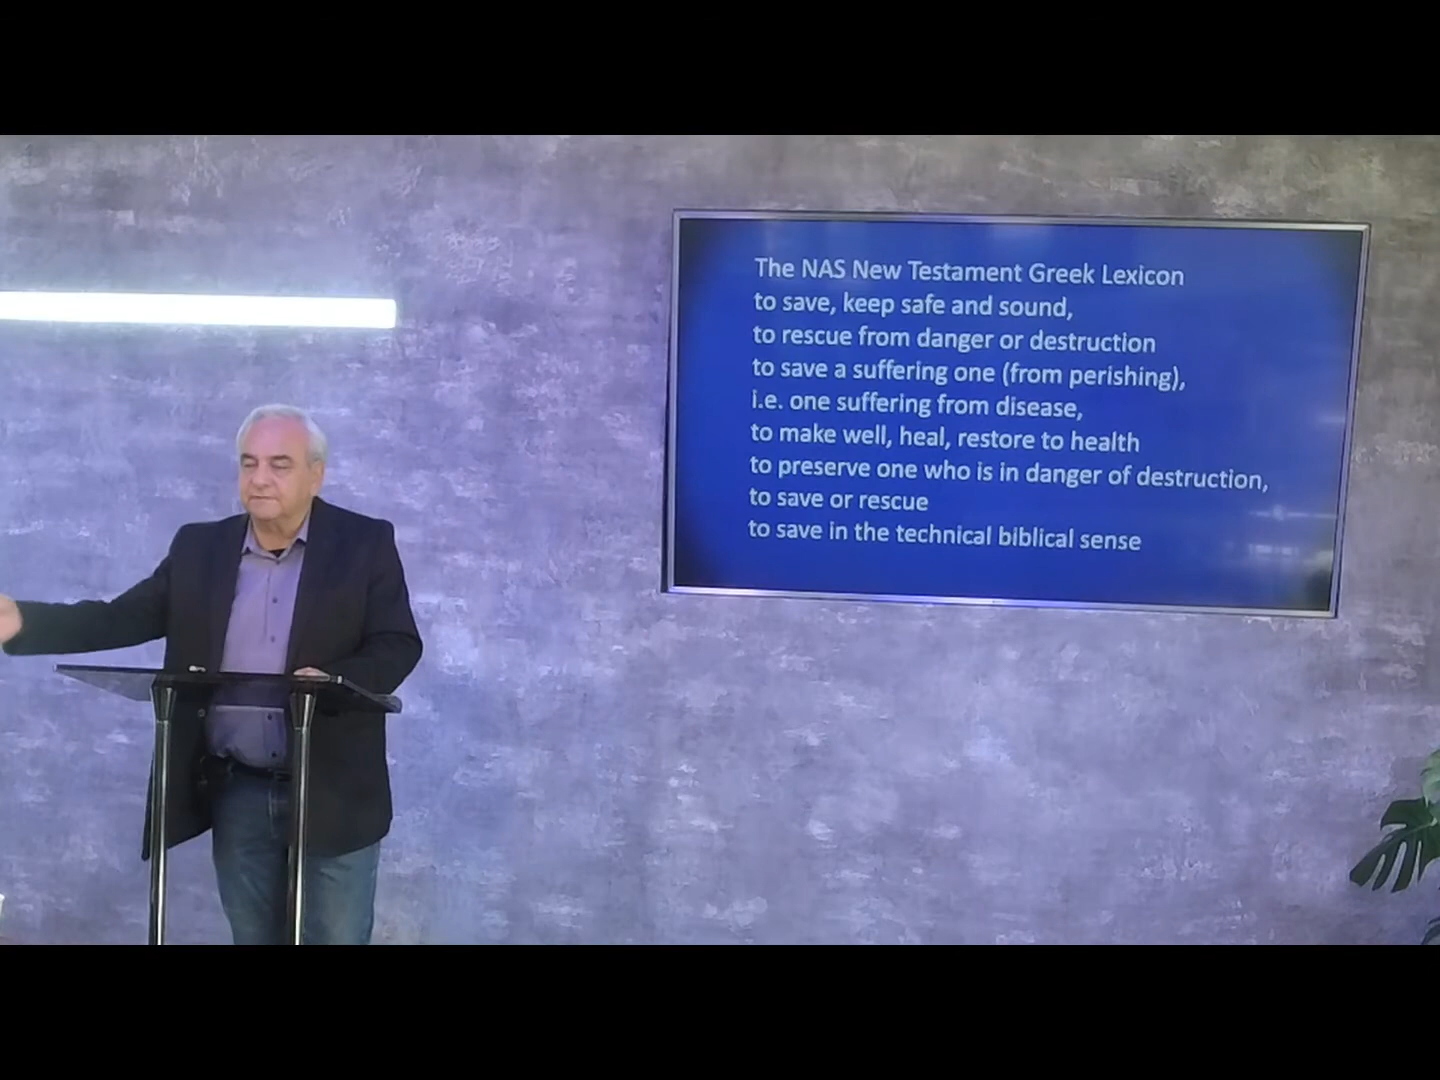 The NAS New Testament Greek Lexicon
to save, keep safe and sound,
to rescue from danger or destruction
to save a suffering one (from perishing),
i.e. one suffering from disease,
to make well, heal, restore to health
to preserve one who is in danger of destruction,
to save or rescue
to save in the technical biblical sense